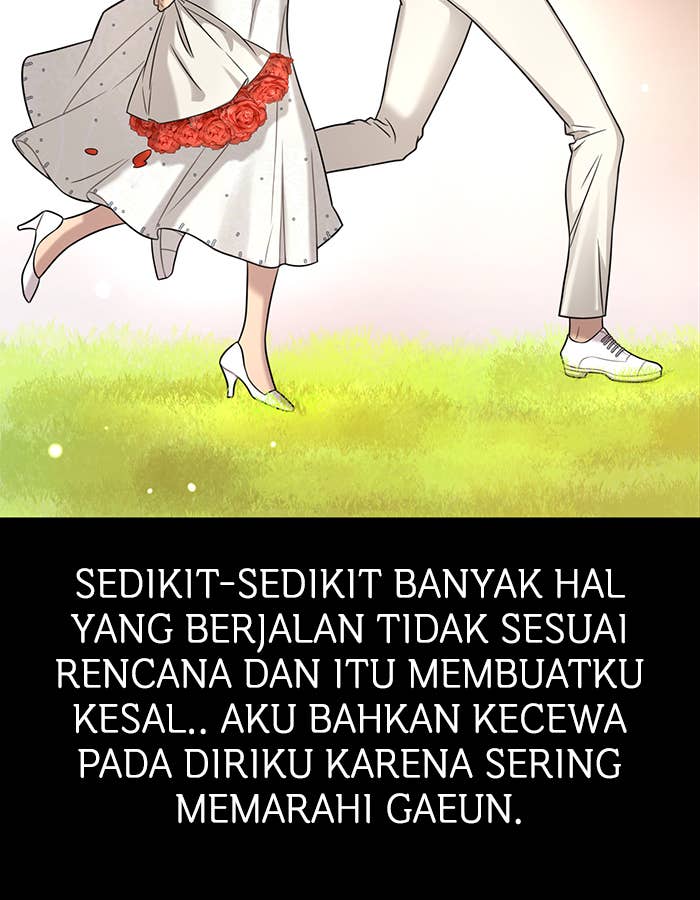 SEDIKIT-SEDIKIT BANYAK HAL
YANG BERJALAN TIDAK SESUAI
RENCANA DAN ITU MEMBUATKU
KESAL.. AKU BAHKAN KECEWA
PADA DIRIKU KARENA SERING
MEMARAHI GAEUN.